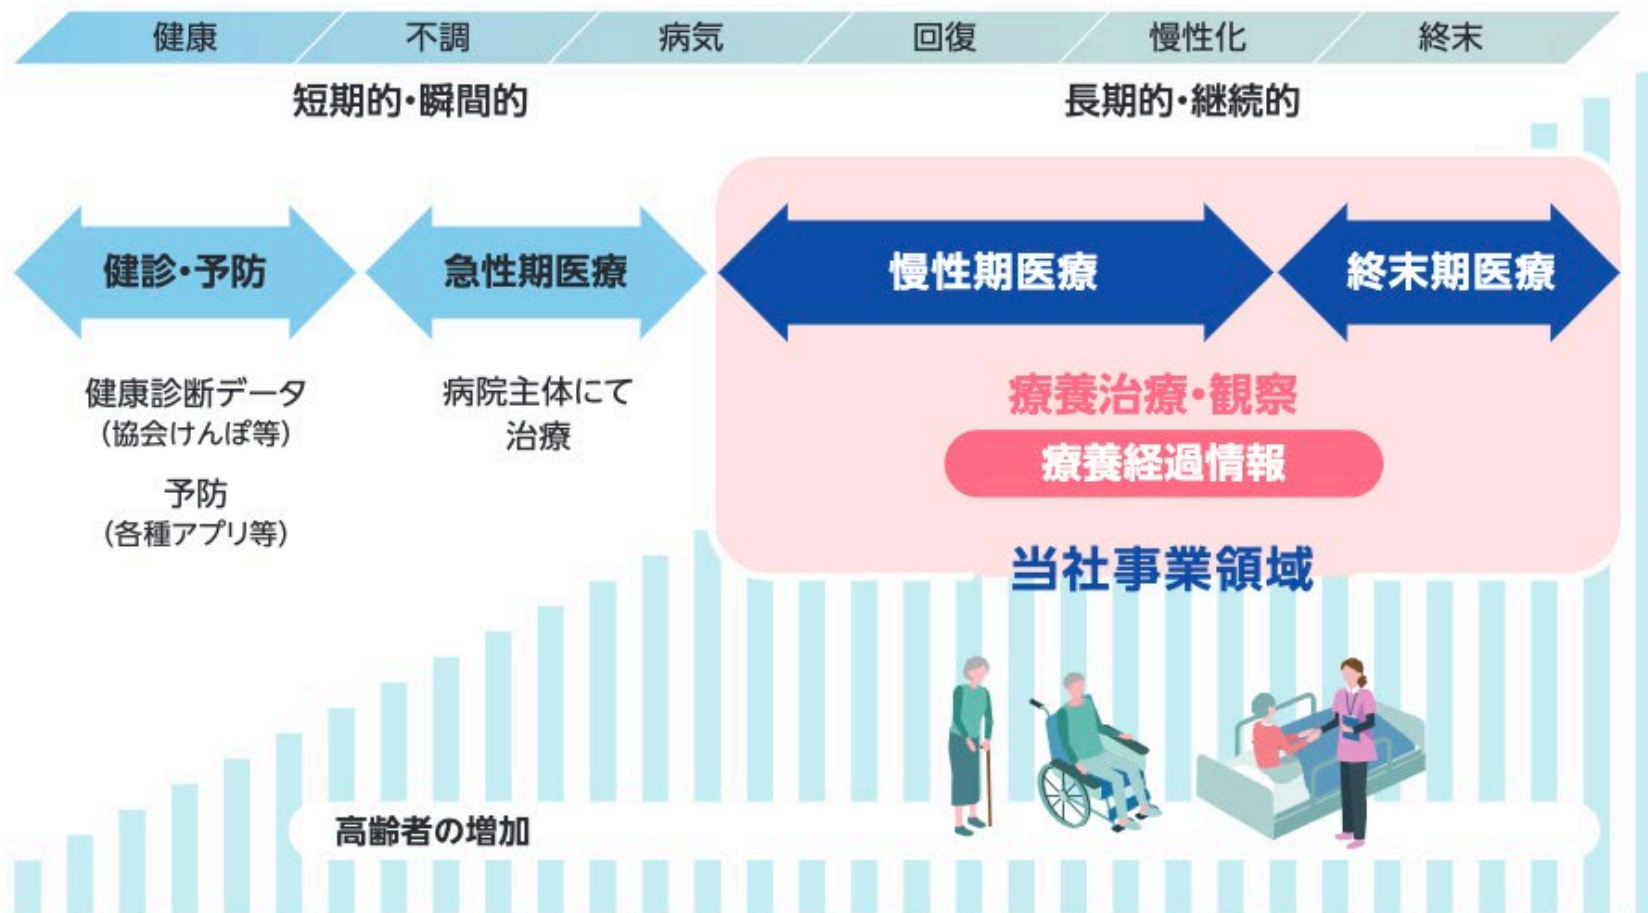 健康
不調
病気
回復
慢性化
終末
短期的・瞬間的
長期的・継続的
健診・予防
急性期医療
慢性期医療
終末期医療
健康診断データ
(協会けんぽ等)
予防
(各種アプリ等)
病院主体にて
治療
療養治療・観察
療養経過情報
当社事業領域
高齢者の増加